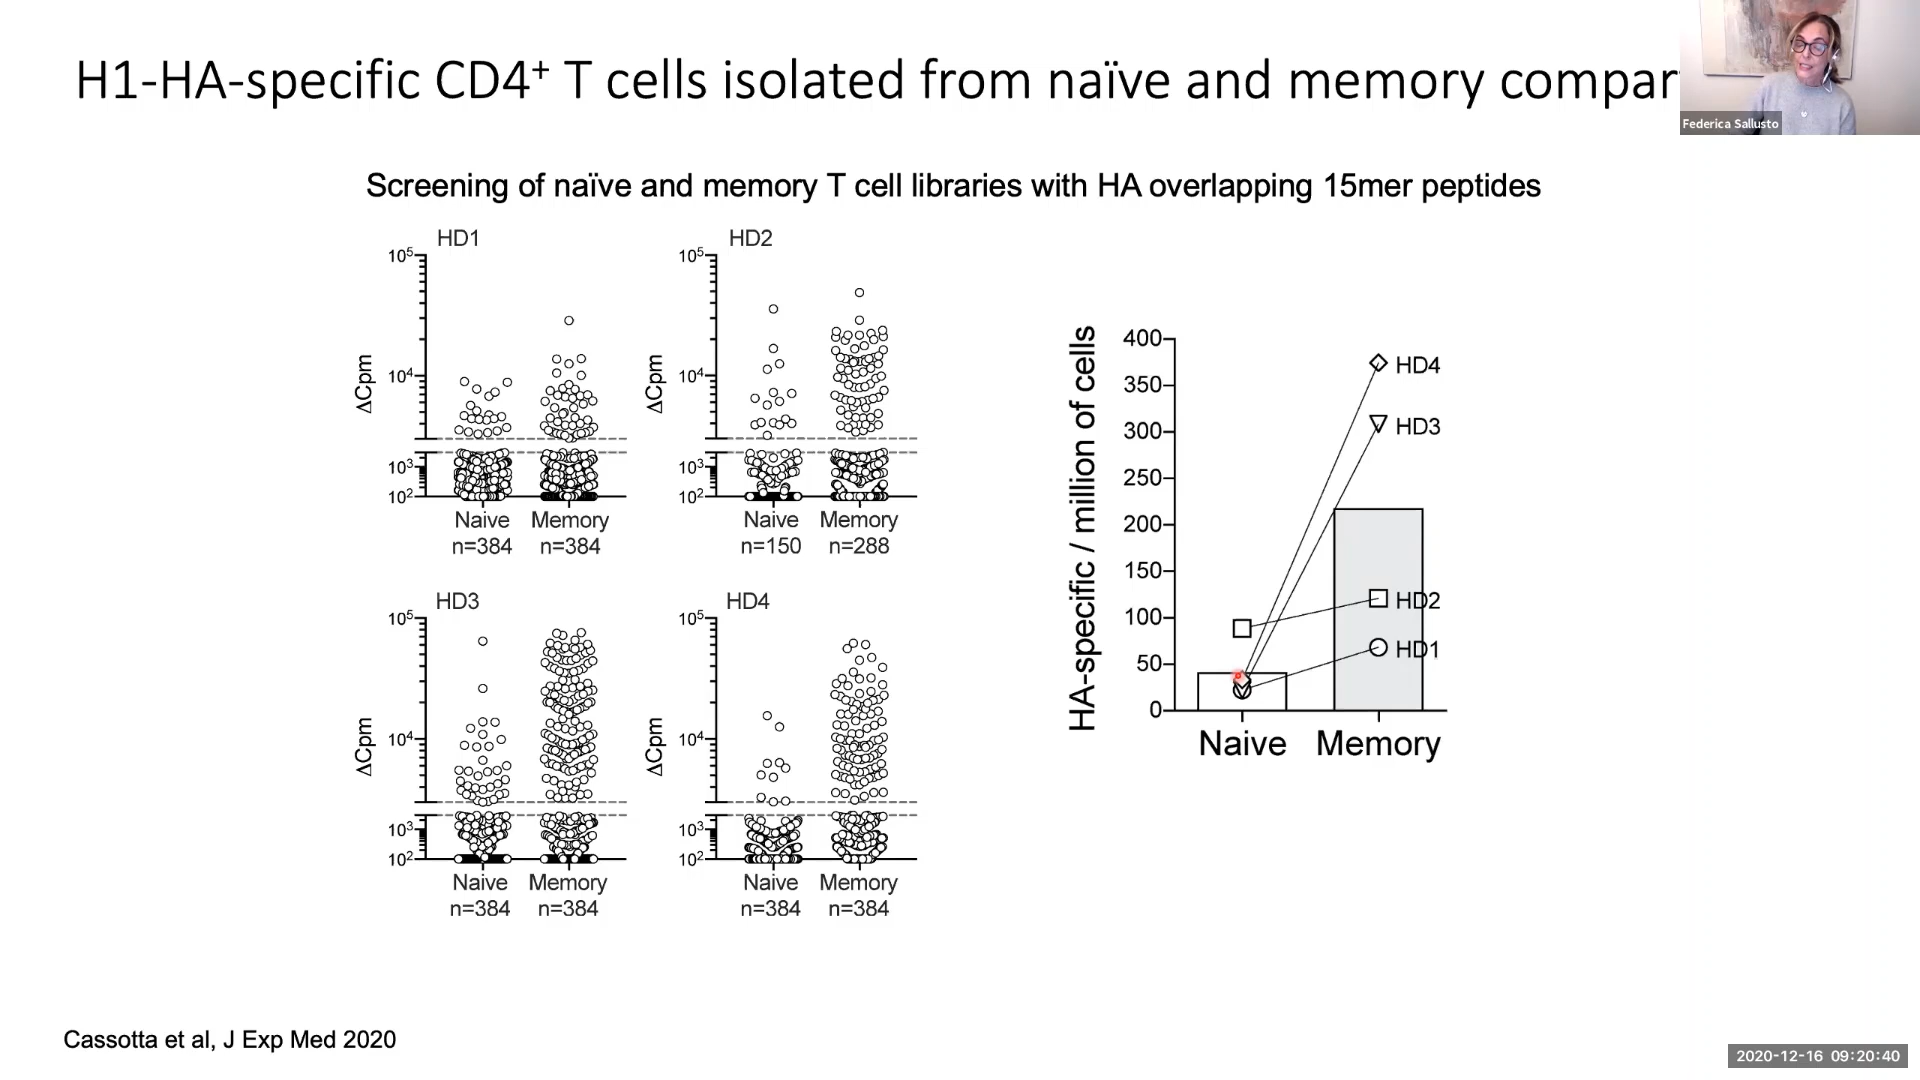 H1-HA-specific CD4+ T cells isolated from naïve and memory compar
Federica Sallusto
Screening of naïve and memory T cell libraries with HA overlapping 15mer peptides
HD1
10⁵
10⁴
10³
10²
ΔCpm
Naive Memory
n=384 n=384
HD2
10⁵
10⁴
10³
10²
ΔCpm
Naive Memory
n=150 n=288
HD3
10⁵
10⁴
10³
10²
ΔCpm
Naive Memory
n=384 n=384
HD4
10⁵
10⁴
10³
10²
ΔCpm
Naive Memory
n=384 n=384
HA-specific / million of cells
400
350
300
250
200
150
100
50
0
HD4
HD3
HD2
HD1
Naive Memory
Cassotta et al, J Exp Med 2020
2020-12-16 09:20:40